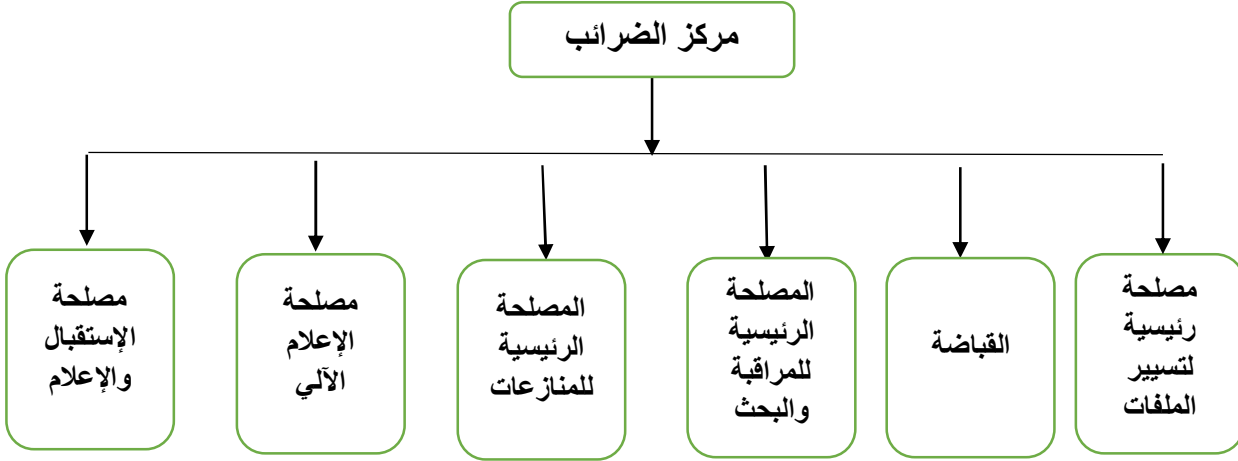 مركز الضرائب
مصلحة
رئيسية
لتسيير
الملفات
القباضة
المصلحة
الرئيسية
للمراقبة
والبحث
المصلحة
الرئيسية
للمنازعات
مصلحة
الإعلام
الآلي
مصلحة
الإستقبال
والإعلام